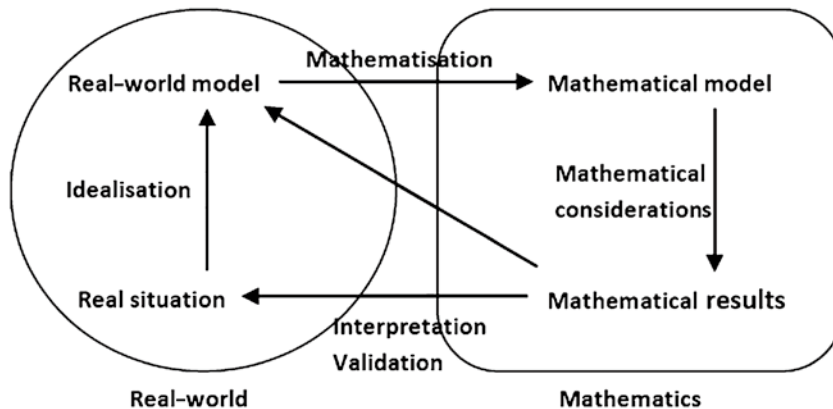 Mathematisation
Real-world model
Mathematical model
Idealisation
Mathematical
considerations
Real situation
Mathematical results
Interpretation
Validation
Real-world
Mathematics